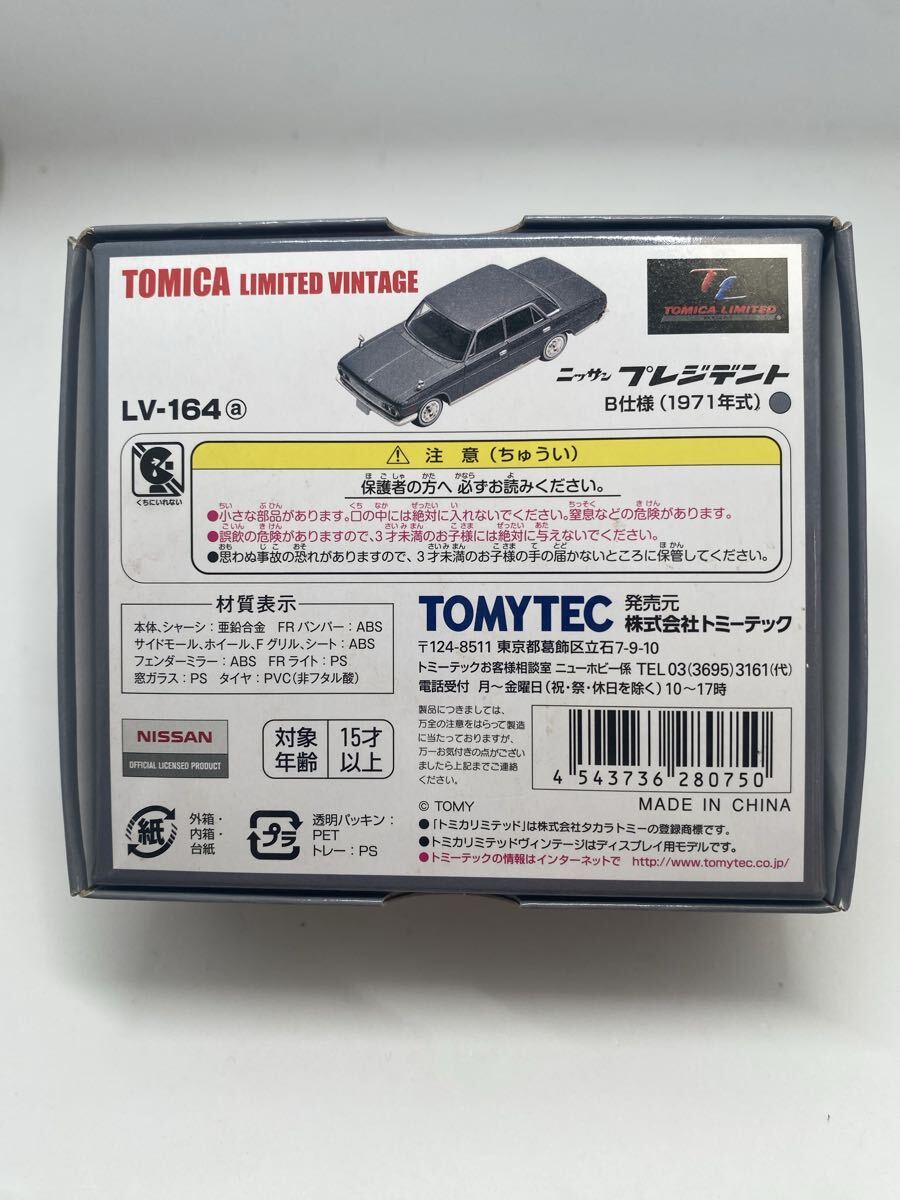 TOMICA LIMITED VINTAGE
TL
TOMICA LIMITED
ニッサン プレジデント
LV-164 ⓐ
B仕様(1971年式)
くちにいれない
⚠ 注 意(ちゅうい)
保護者の方へ 必ずお読みください。
●小さな部品があります。口の中には絶対に入れないでください。窒息などの危険があります。
●誤飲の危険がありますので、3才未満のお子様には絶対に与えないでください。
●思わぬ事故の恐れがありますので、3才未満のお子様の手の届かないところに保管してください。
材質表示
本体、シャーシ:亜鉛合金 FRバンパー:ABS
サイドモール、ホイール、Fグリル、シート:ABS
フェンダーミラー:ABS FRライト:PS
窓ガラス:PS タイヤ:PVC(非フタル酸)
TOMYTEC 発売元 株式会社トミーテック
〒124-8511 東京都葛飾区立石7-9-10
トミーテックお客様相談室 ニューホビー係 TEL 03(3695)3161(代)
電話受付 月〜金曜日(祝・祭・休日を除く)10〜17時
NISSAN
OFFICIAL LICENSED PRODUCT
対象年齢 15才以上
製品につきましては、
万全の注意をはらって製造
に当たっておりますが、
万一お気付きの点がござい
ましたら上記までご連絡
ください。
4 543736 280750
MADE IN CHINA
紙
外箱・
内箱・
台紙
プラ
透明パッキン:
PET
トレー:PS
© TOMY
●「トミカリミテッド」は株式会社タカラトミーの登録商標です。
●トミカリミテッドヴィンテージはディスプレイ用モデルです。
●トミーテックの情報はインターネットで http://www.tomytec.co.jp/